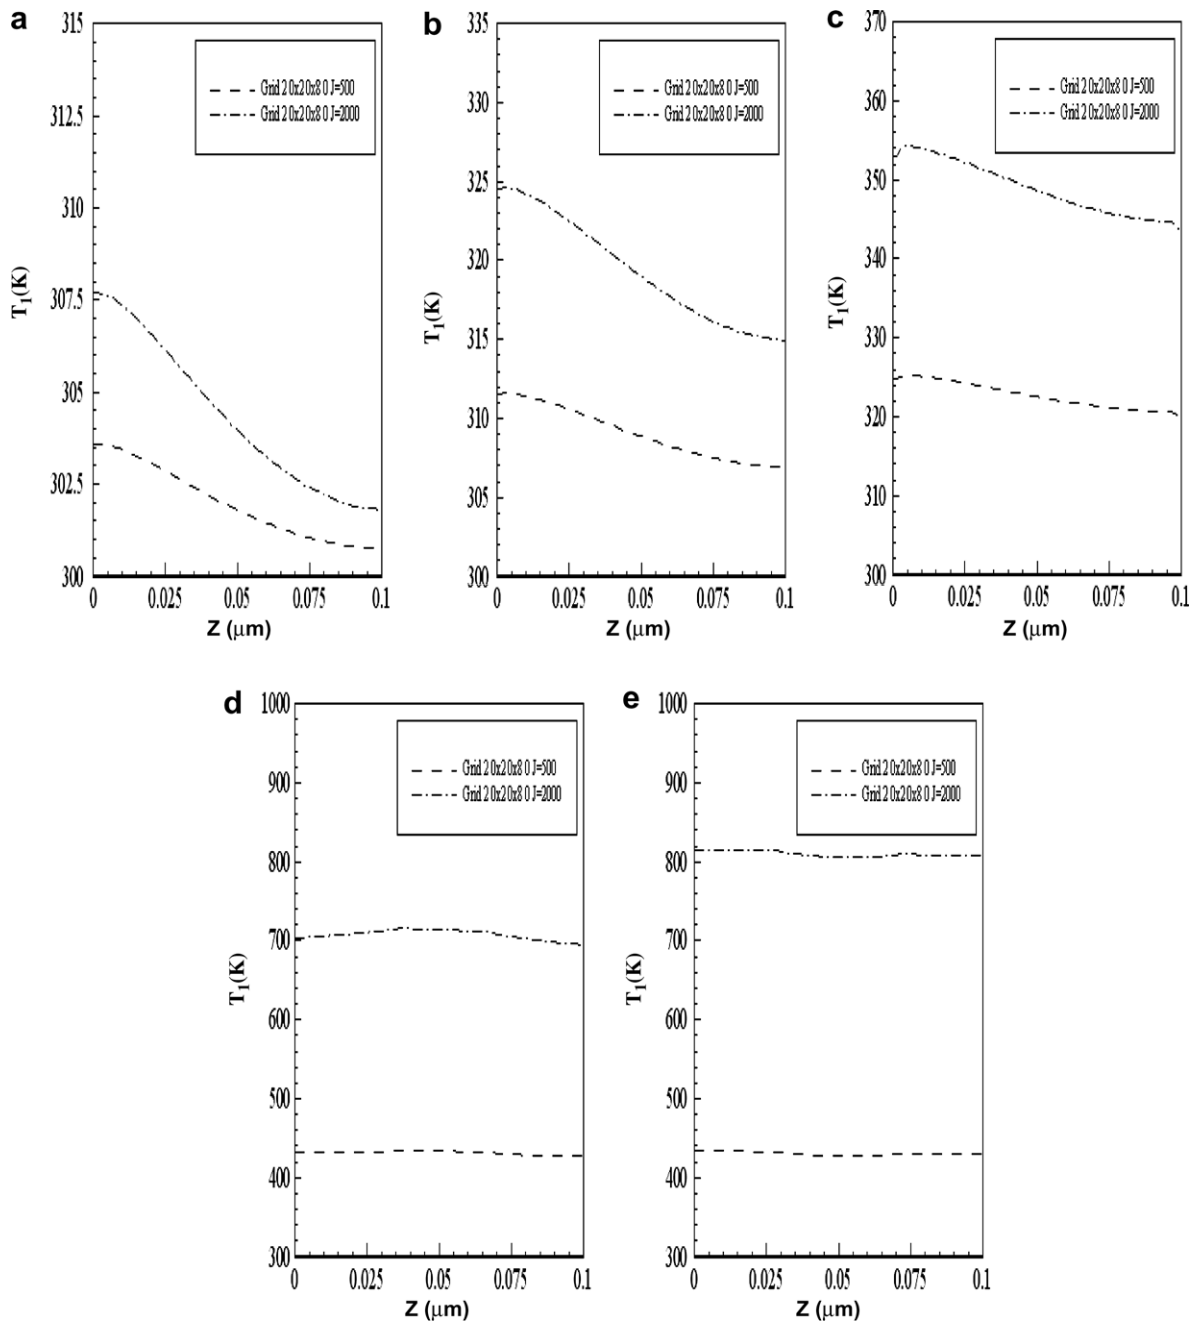 a
315
312.5
310
307.5
305
302.5
300
T1(K)
Grid 20x20x80 J=500
Grid 20x20x80 J=2000
0 0.025 0.05 0.075 0.1
Z (μm)
b
335
330
325
320
315
310
305
300
T1(K)
Grid 20x20x80 J=500
Grid 20x20x80 J=2000
0 0.025 0.05 0.075 0.1
Z (μm)
c
370
360
350
340
330
320
310
300
T1(K)
Grid 20x20x80 J=500
Grid 20x20x80 J=2000
0 0.025 0.05 0.075 0.1
Z (μm)
d
1000
900
800
700
600
500
400
300
T1(K)
Grid 20x20x80 J=500
Grid 20x20x80 J=2000
0 0.025 0.05 0.075 0.1
Z (μm)
e
1000
900
800
700
600
500
400
300
T1(K)
Grid 20x20x80 J=500
Grid 20x20x80 J=2000
0 0.025 0.05 0.075 0.1
Z (μm)